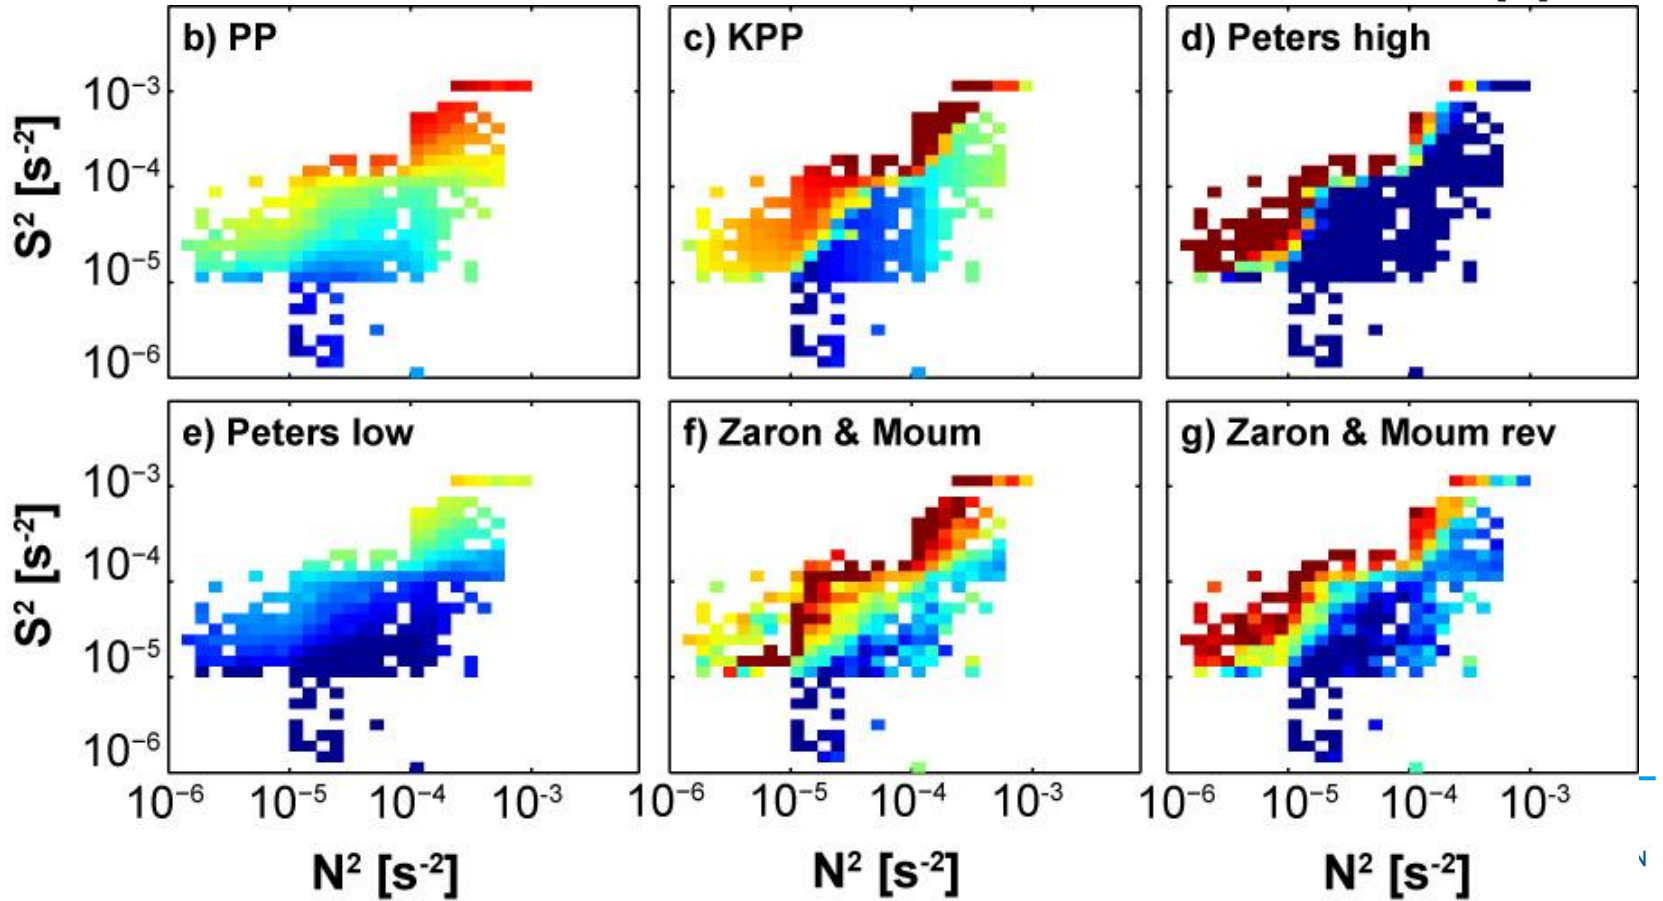 b) PP
c) KPP
d) Peters high
10⁻³
10⁻⁴
10⁻⁵
10⁻⁶
S² [s⁻²]
e) Peters low
f) Zaron & Moum
g) Zaron & Moum rev
10⁻³
10⁻⁴
10⁻⁵
10⁻⁶
S² [s⁻²]
10⁻⁶ 10⁻⁵ 10⁻⁴ 10⁻³
10⁻⁶ 10⁻⁵ 10⁻⁴ 10⁻³
10⁻⁶ 10⁻⁵ 10⁻⁴ 10⁻³
N² [s⁻²]
N² [s⁻²]
N² [s⁻²]